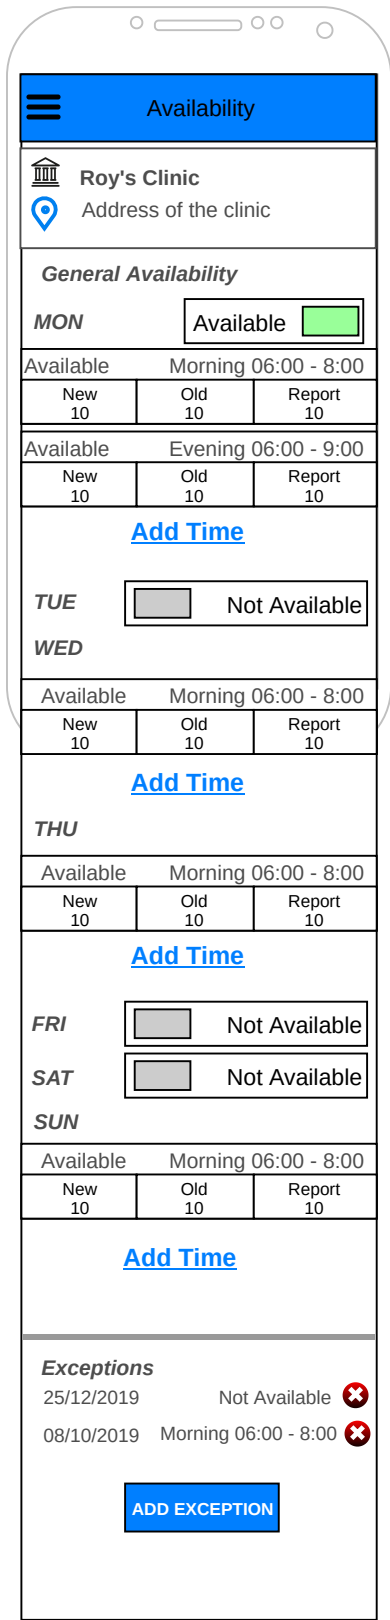 Availability
Roy's Clinic
Address of the clinic
General Availability
MON Available
Available Morning 06:00 - 8:00
New Old Report
10 10 10
Available Evening 06:00 - 9:00
New Old Report
10 10 10
Add Time
TUE Not Available
WED
Available Morning 06:00 - 8:00
New Old Report
10 10 10
Add Time
THU
Available Morning 06:00 - 8:00
New Old Report
10 10 10
Add Time
FRI Not Available
SAT Not Available
SUN
Available Morning 06:00 - 8:00
New Old Report
10 10 10
Add Time
Exceptions
25/12/2019 Not Available
08/10/2019 Morning 06:00 - 8:00
ADD EXCEPTION